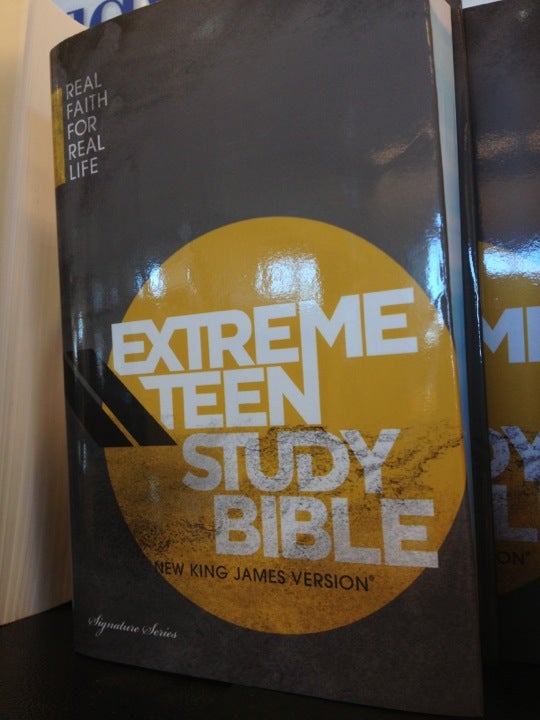 REAL
FAITH
FOR
REAL
LIFE
EXTREME
TEEN
STUDY
BIBLE
NEW KING JAMES VERSION®
Signature Series